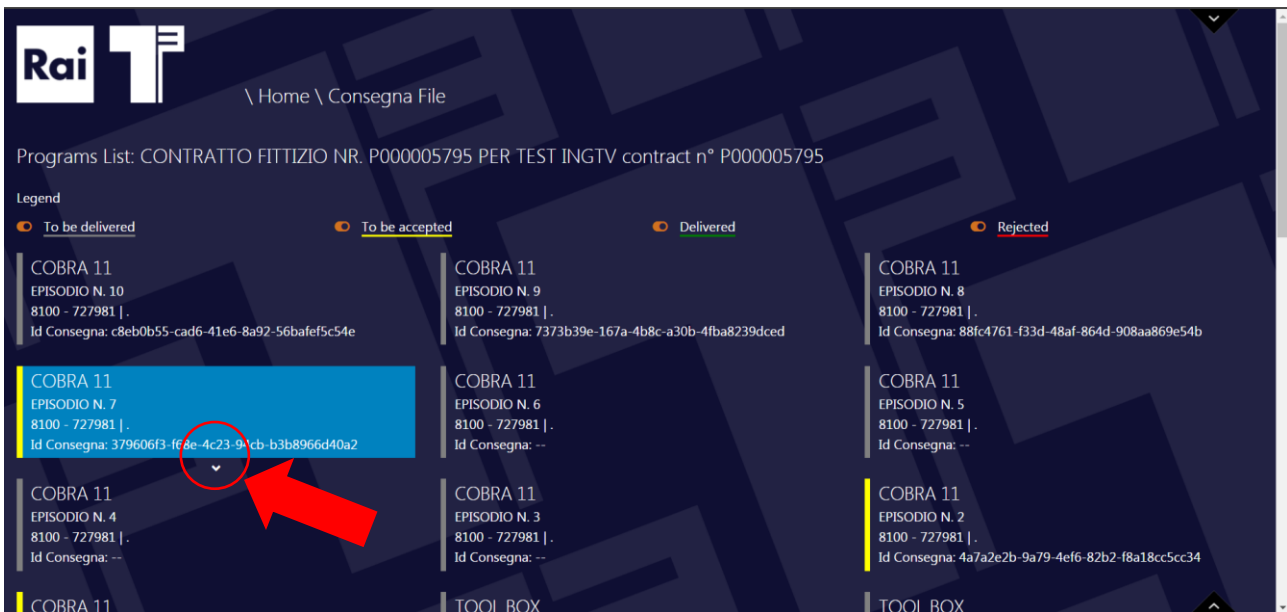 Rai T3
\ Home \ Consegna File
Programs List: CONTRATTO FITTIZIO NR. P000005795 PER TEST INGTV contract n° P000005795
Legend
To be delivered
To be accepted
Delivered
Rejected
COBRA 11
EPISODIO N. 10
8100 - 727981 | .
Id Consegna: c8eb0b55-cad6-41e6-8a92-56bafef5c54e
COBRA 11
EPISODIO N. 9
8100 - 727981 | .
Id Consegna: 7373b39e-167a-4b8c-a30b-4fba8239dced
COBRA 11
EPISODIO N. 8
8100 - 727981 | .
Id Consegna: 88fc4761-f33d-48af-864d-908aa869e54b
COBRA 11
EPISODIO N. 7
8100 - 727981 | .
Id Consegna: 379606f3-f68e-4c23-94cb-b3b8966d40a2
COBRA 11
EPISODIO N. 6
8100 - 727981 | .
Id Consegna: --
COBRA 11
EPISODIO N. 5
8100 - 727981 | .
Id Consegna: --
COBRA 11
EPISODIO N. 4
8100 - 727981 | .
Id Consegna: --
COBRA 11
EPISODIO N. 3
8100 - 727981 | .
Id Consegna: --
COBRA 11
EPISODIO N. 2
8100 - 727981 | .
Id Consegna: 4a7a2e2b-9a79-4ef6-82b2-f8a18cc5cc34
COBRA 11
TOOL BOX
TOOL BOX